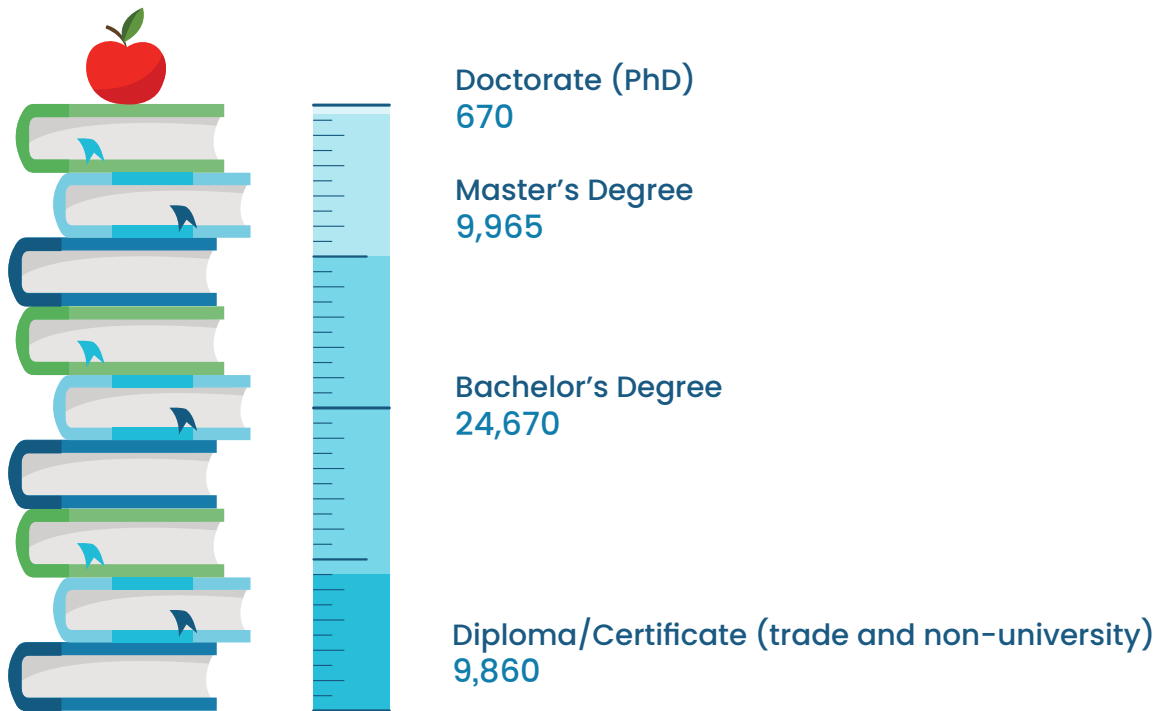 Doctorate (PhD)
670
Master’s Degree
9,965
Bachelor’s Degree
24,670
Diploma/Certificate (trade and non-university)
9,860